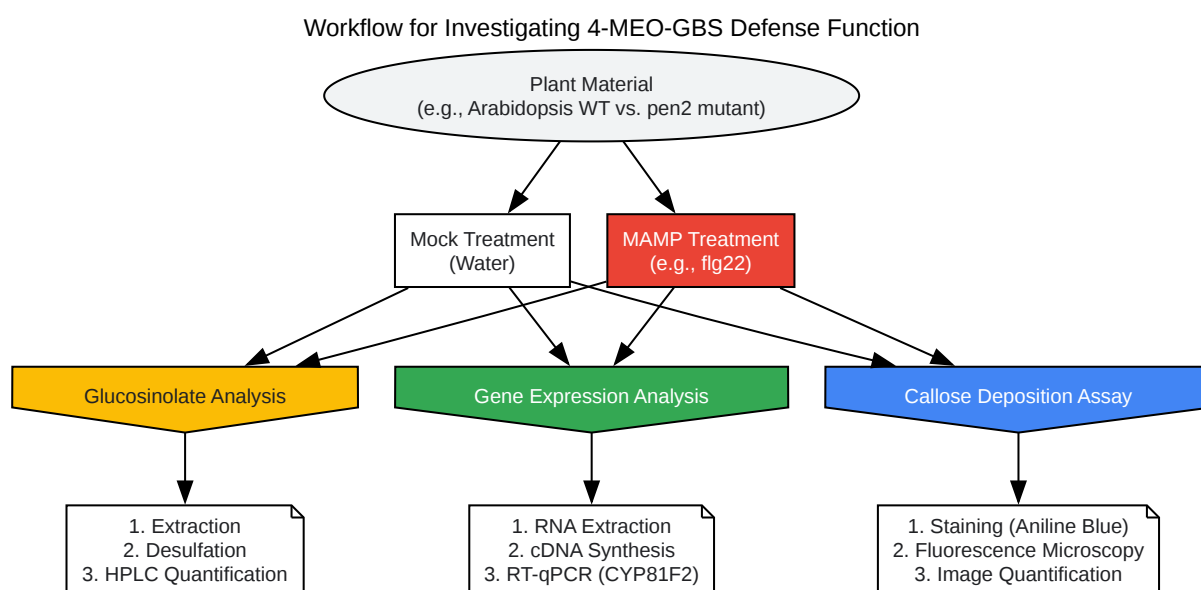 Workflow for Investigating 4-MEO-GBS Defense Function
Plant Material
(e.g., Arabidopsis WT vs. pen2 mutant)
Mock Treatment
(Water)
MAMP Treatment
(e.g., flg22)
Glucosinolate Analysis
Gene Expression Analysis
Callose Deposition Assay
1. Extraction
2. Desulfation
3. HPLC Quantification
1. RNA Extraction
2. cDNA Synthesis
3. RT-qPCR (CYP81F2)
1. Staining (Aniline Blue)
2. Fluorescence Microscopy
3. Image Quantification